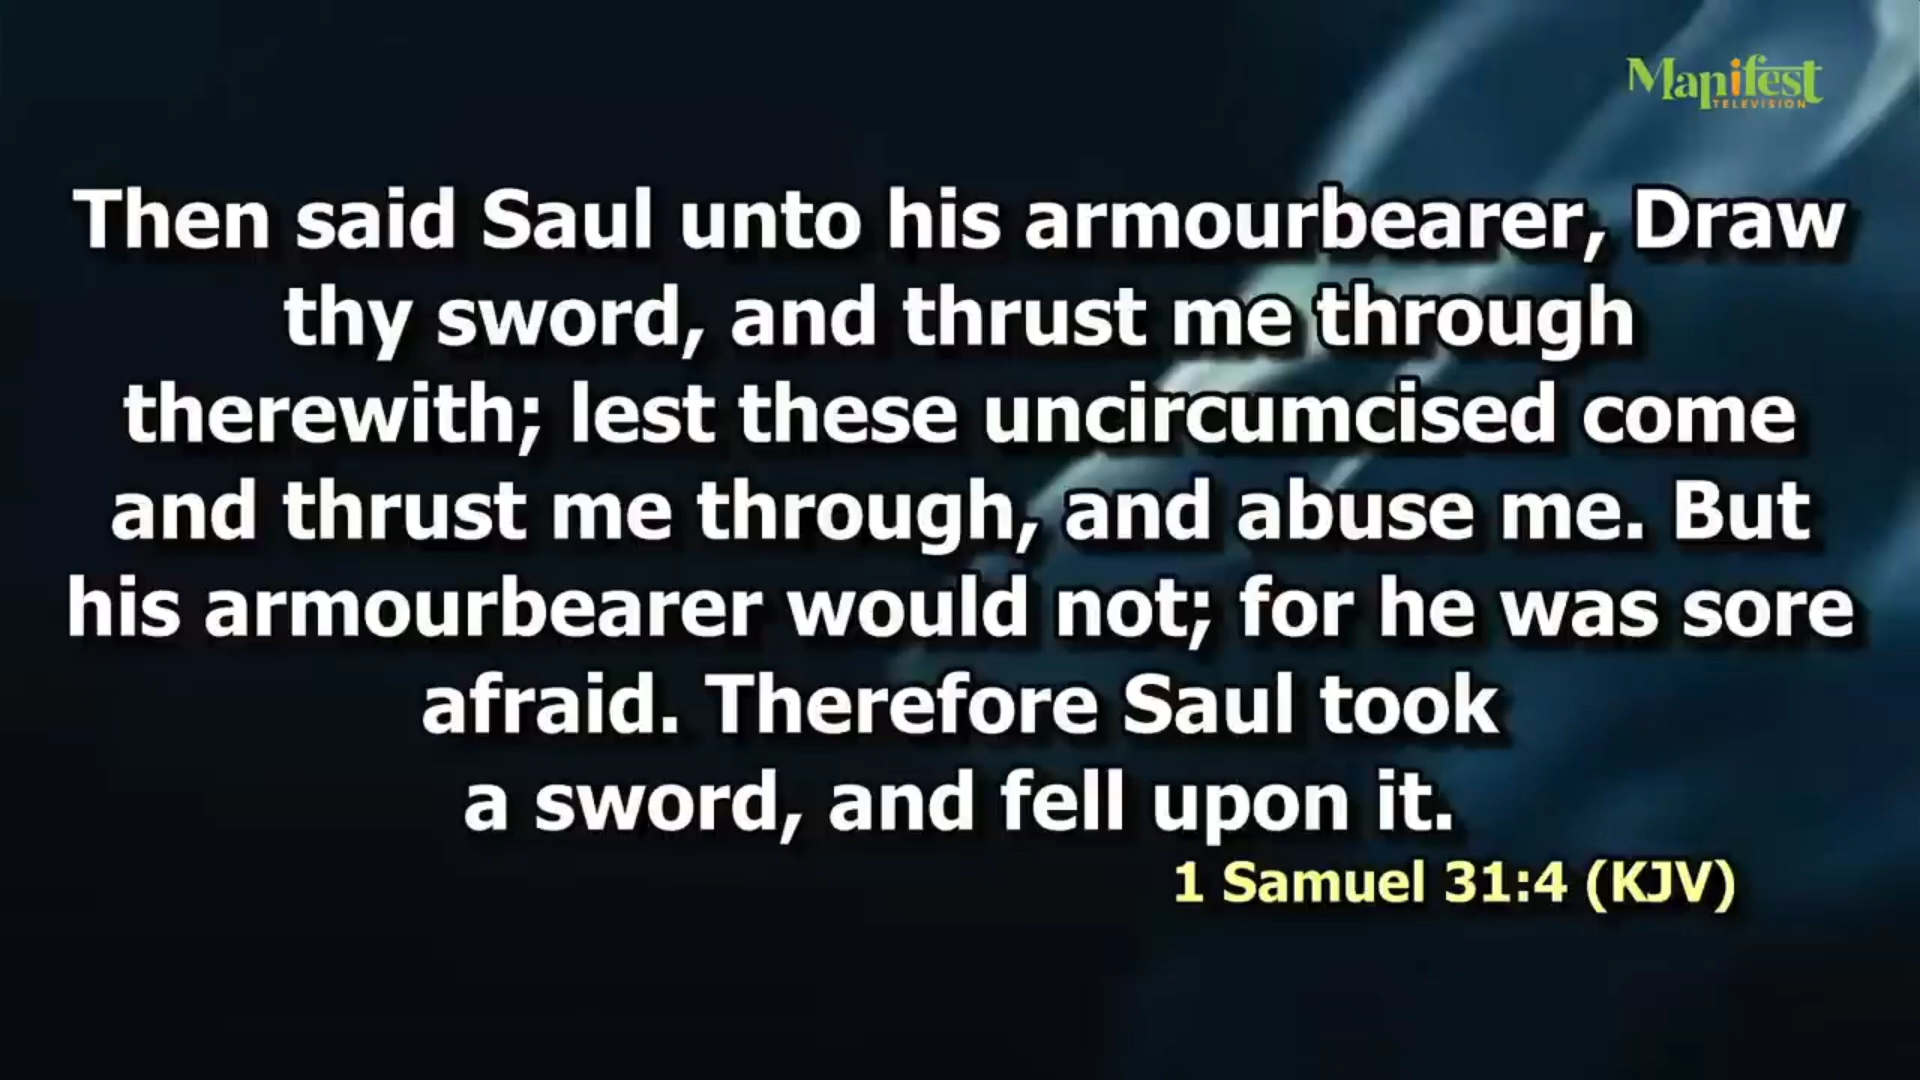 Manifest
TELEVISION
Then said Saul unto his armourbearer, Draw
thy sword, and thrust me through
therewith; lest these uncircumcised come
and thrust me through, and abuse me. But
his armourbearer would not; for he was sore
afraid. Therefore Saul took
a sword, and fell upon it.
1 Samuel 31:4 (KJV)